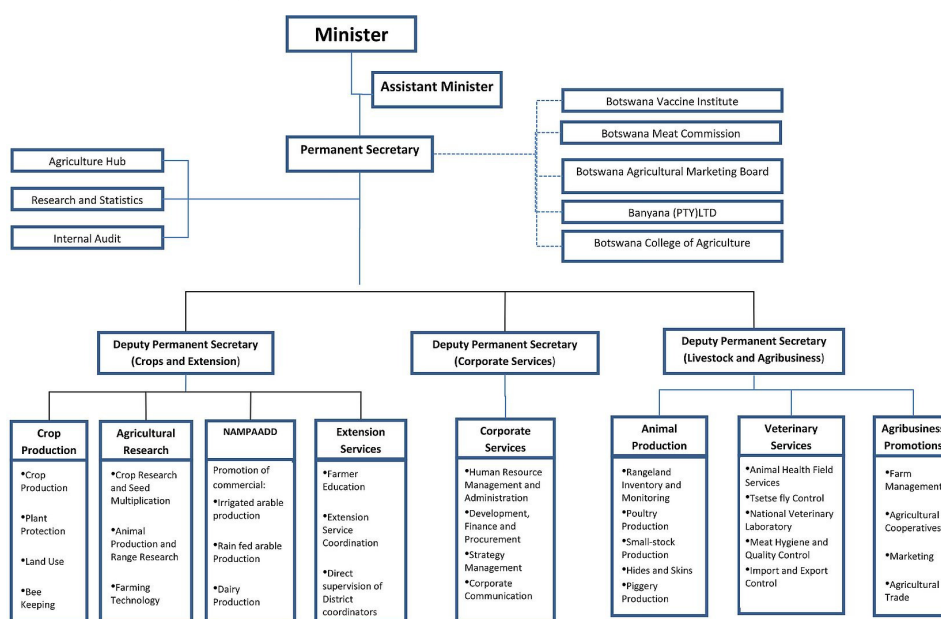 Minister
Assistant Minister
Permanent Secretary
Agriculture Hub
Research and Statistics
Internal Audit
Botswana Vaccine Institute
Botswana Meat Commission
Botswana Agricultural Marketing Board
Banyana (PTY)LTD
Botswana College of Agriculture
Deputy Permanent Secretary
(Crops and Extension)
Deputy Permanent Secretary
(Corporate Services)
Deputy Permanent Secretary
(Livestock and Agribusiness)
Crop
Production
•Crop
Production
•Plant
Protection
•Land Use
•Bee
Keeping
Agricultural
Research
•Crop Research
and Seed
Multiplication
•Animal
Production and
Range Research
•Farming
Technology
NAMPAADD
Promotion of
commercial:
•Irrigated arable
production
•Rain fed arable
Production
•Dairy
Production
Extension
Services
•Farmer
Education
•Extension
Service
Coordination
•Direct
supervision of
District
coordinators
Corporate
Services
•Human Resource
Management and
Administration
•Development,
Finance and
Procurement
•Strategy
Management
•Corporate
Communication
Animal
Production
•Rangeland
Inventory and
Monitoring
•Poultry
Production
•Small-stock
Production
•Hides and Skins
•Piggery
Production
Veterinary
Services
•Animal Health Field
Services
•Tsetse fly Control
•National Veterinary
Laboratory
•Meat Hygiene and
Quality Control
•Import and Export
Control
Agribusiness
Promotions
•Farm
Management
•Agricultural
Cooperatives
•Marketing
•Agricultural
Trade